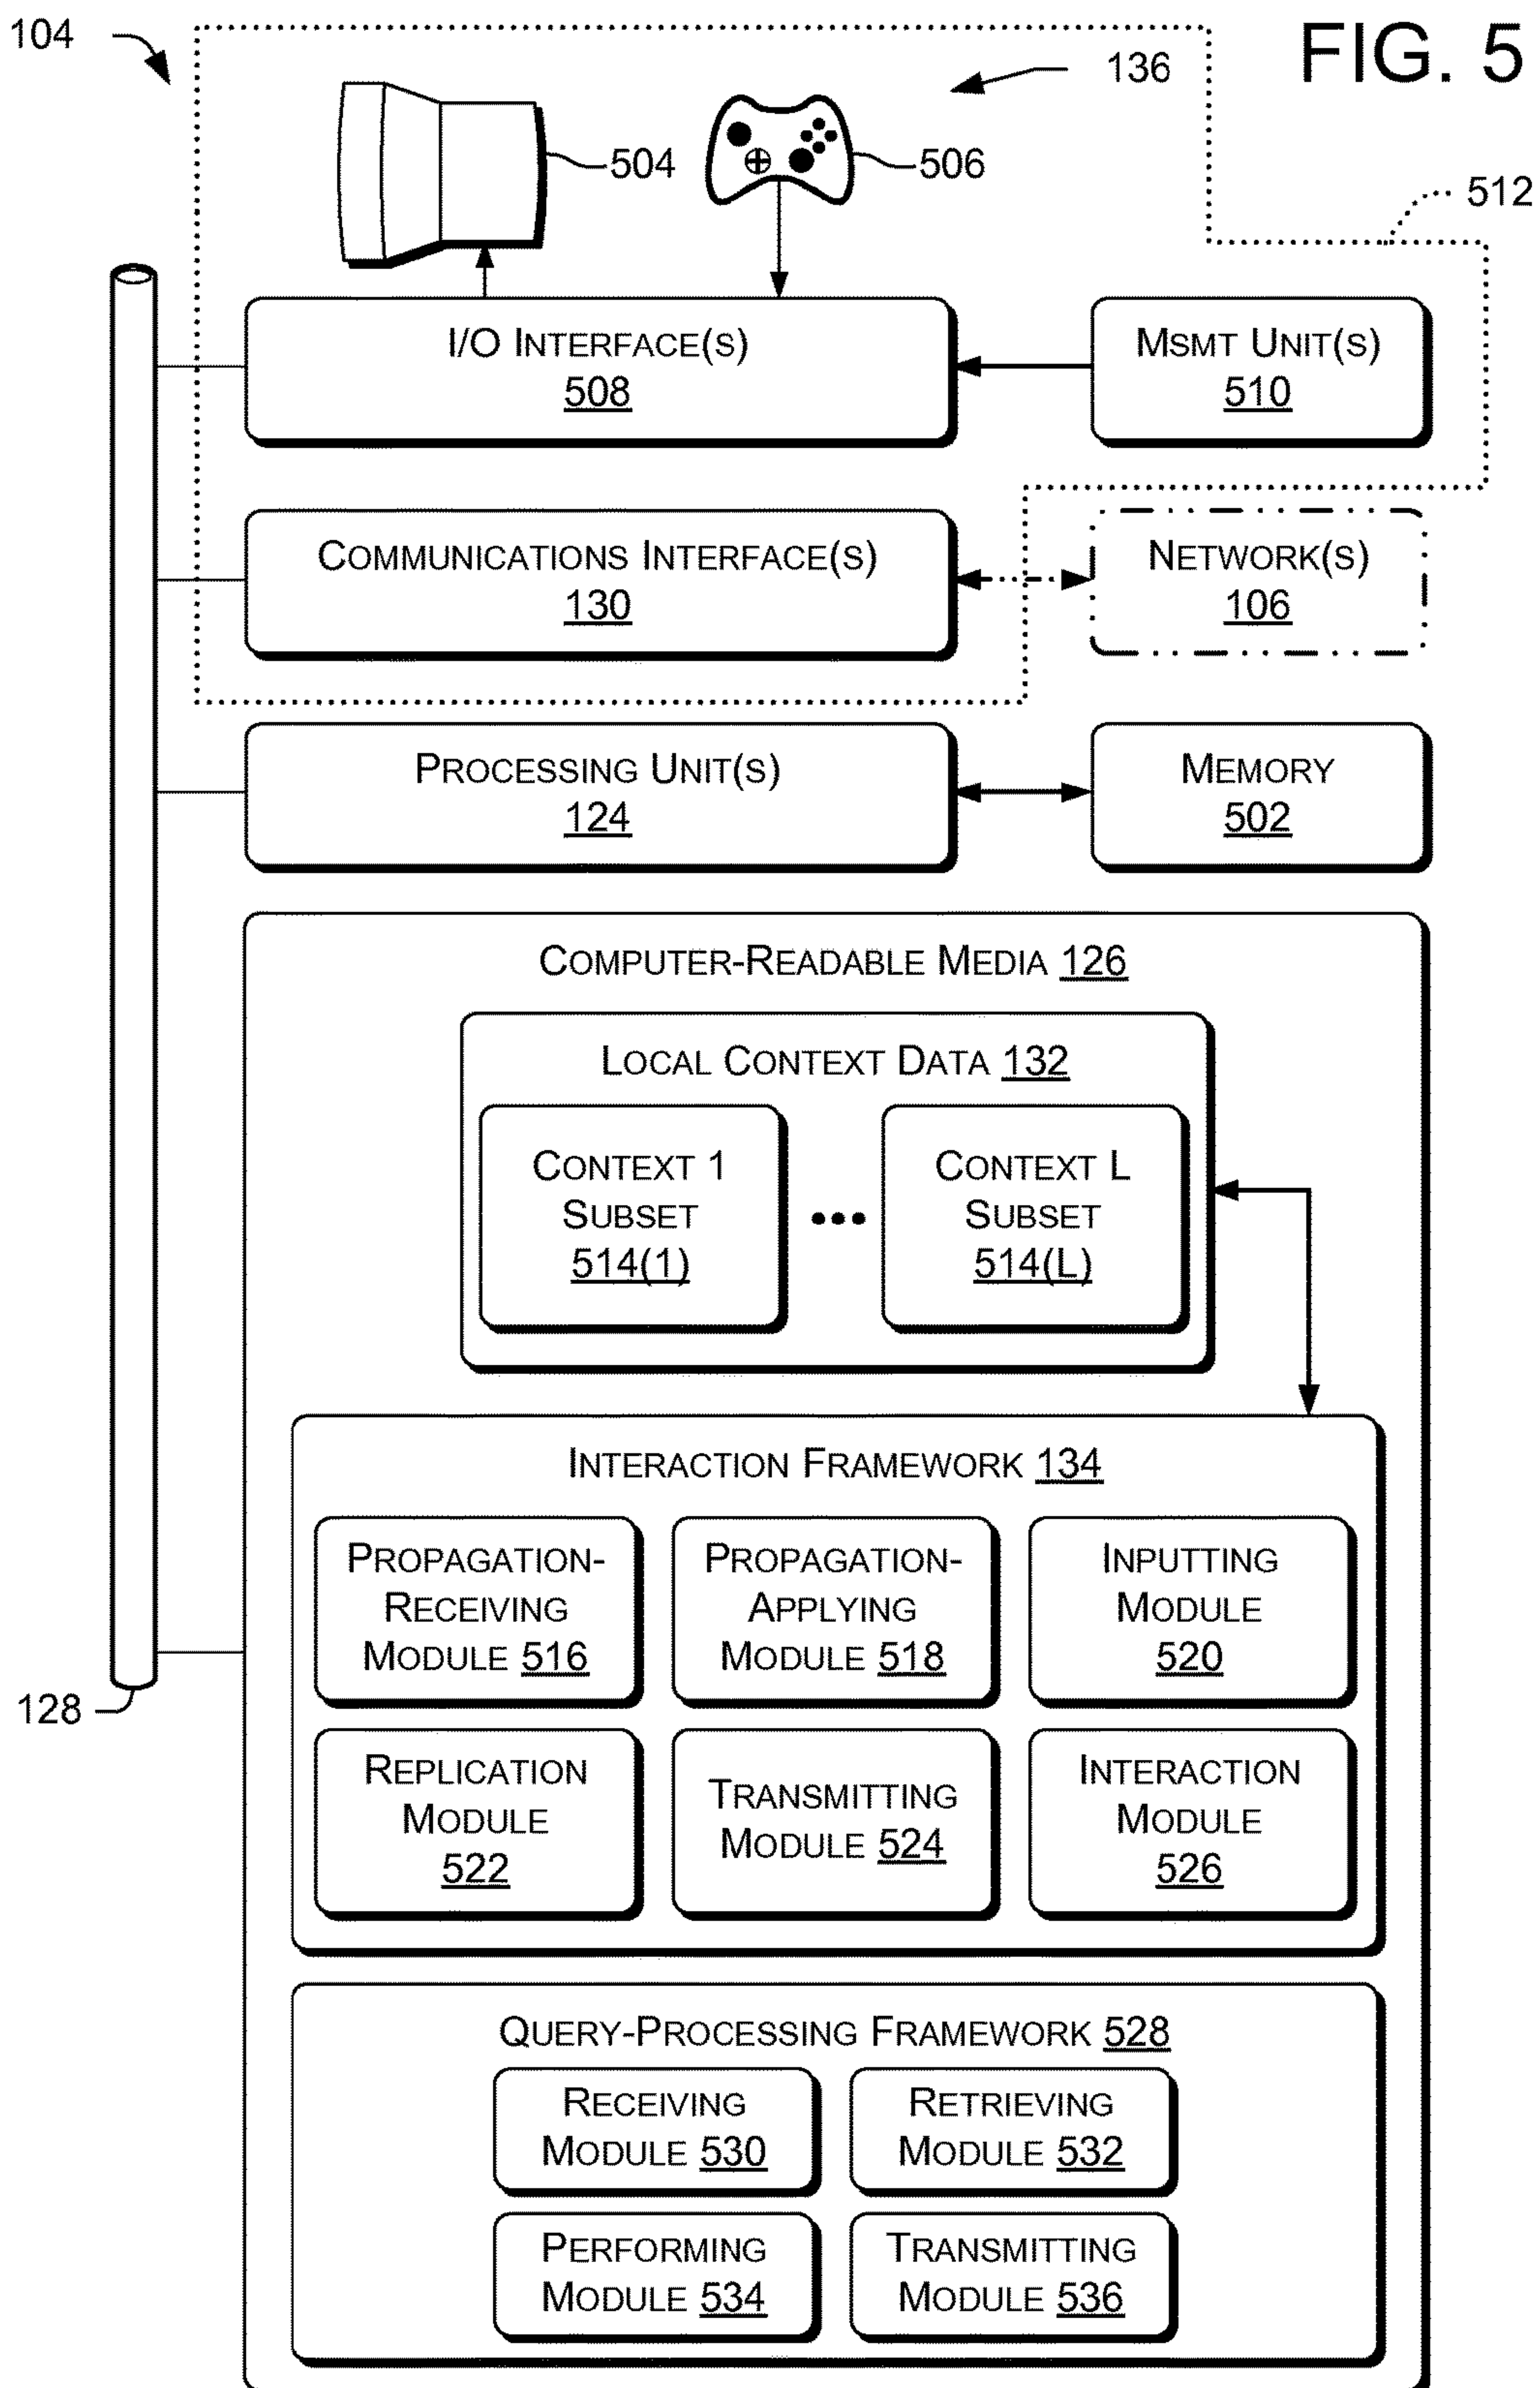 104
FIG. 5
136
504
506
512
I/O INTERFACE(S)
508
MSMT UNIT(S)
510
COMMUNICATIONS INTERFACE(S)
130
NETWORK(S)
106
PROCESSING UNIT(S)
124
MEMORY
502
COMPUTER-READABLE MEDIA 126
LOCAL CONTEXT DATA 132
CONTEXT 1
SUBSET
514(1)
•••
CONTEXT L
SUBSET
514(L)
INTERACTION FRAMEWORK 134
PROPAGATION-
RECEIVING
MODULE 516
PROPAGATION-
APPLYING
MODULE 518
INPUTTING
MODULE
520
128
REPLICATION
MODULE
522
TRANSMITTING
MODULE 524
INTERACTION
MODULE
526
QUERY-PROCESSING FRAMEWORK 528
RECEIVING
MODULE 530
RETRIEVING
MODULE 532
PERFORMING
MODULE 534
TRANSMITTING
MODULE 536